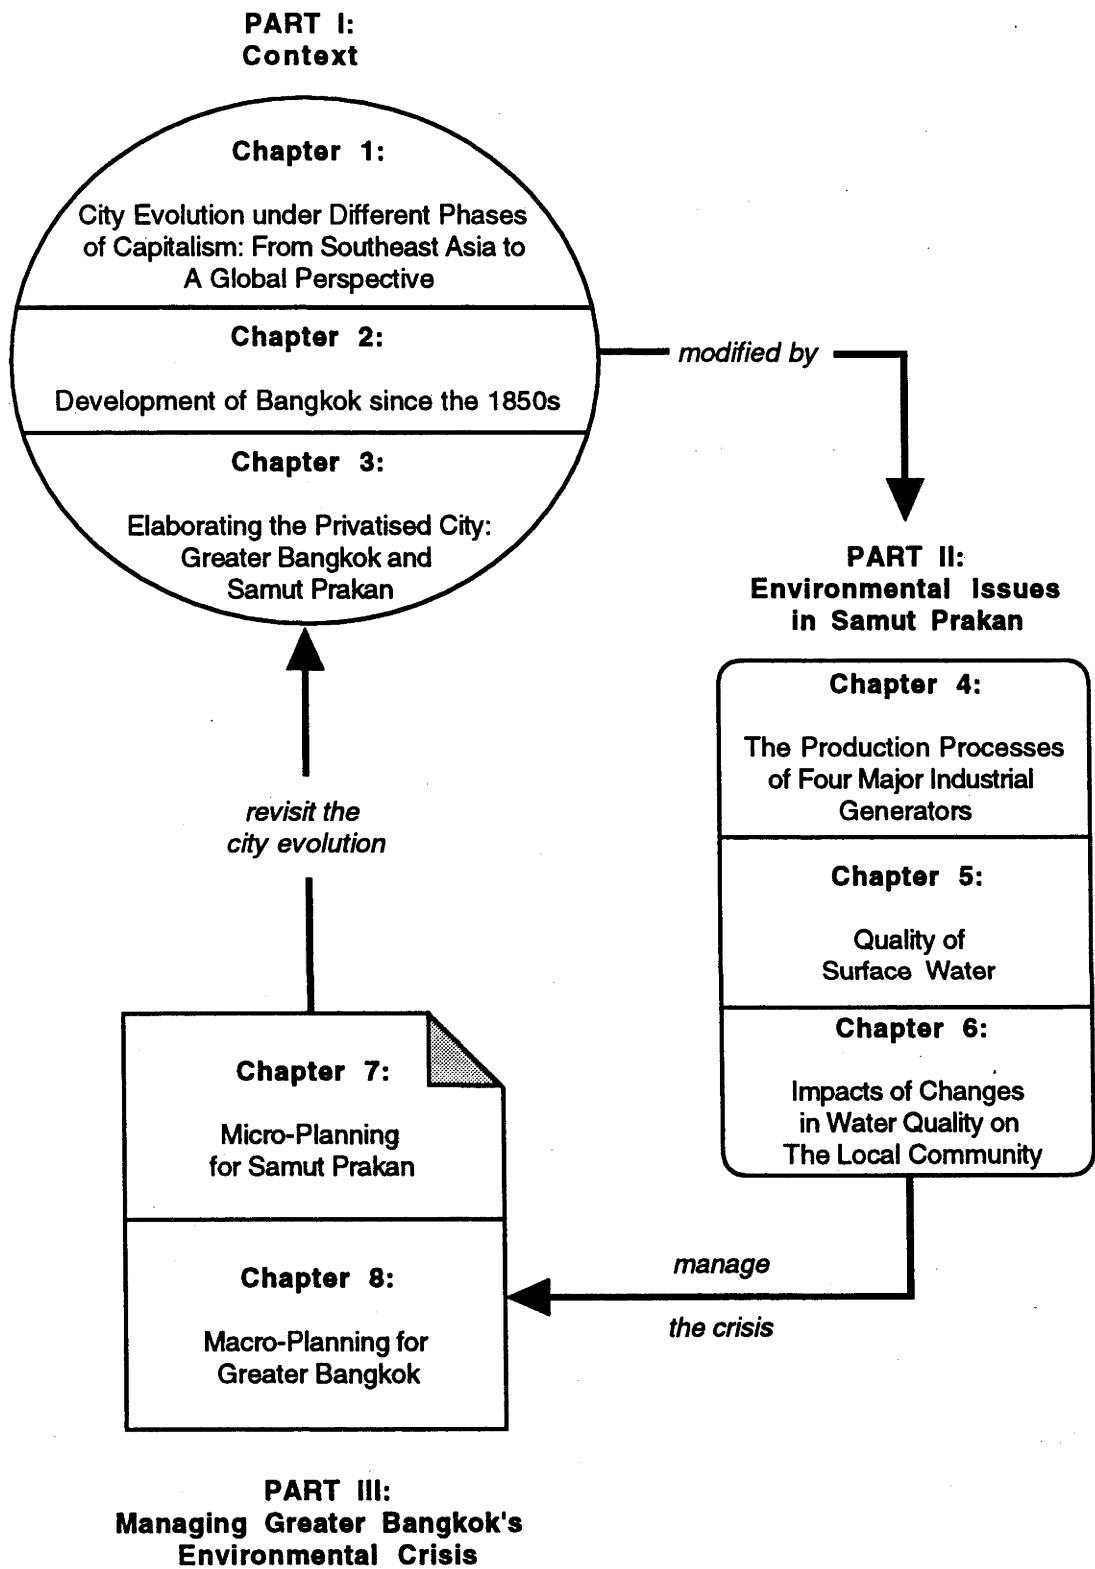 PART I:
Context
Chapter 1:
City Evolution under Different Phases
of Capitalism: From Southeast Asia to
A Global Perspective
Chapter 2:
Development of Bangkok since the 1850s
Chapter 3:
Elaborating the Privatised City:
Greater Bangkok and
Samut Prakan
modified by
PART II:
Environmental Issues
in Samut Prakan
Chapter 4:
The Production Processes
of Four Major Industrial
Generators
Chapter 5:
Quality of
Surface Water
Chapter 6:
Impacts of Changes
in Water Quality on
The Local Community
manage
the crisis
Chapter 7:
Micro-Planning
for Samut Prakan
Chapter 8:
Macro-Planning for
Greater Bangkok
PART III:
Managing Greater Bangkok's
Environmental Crisis
revisit the
city evolution